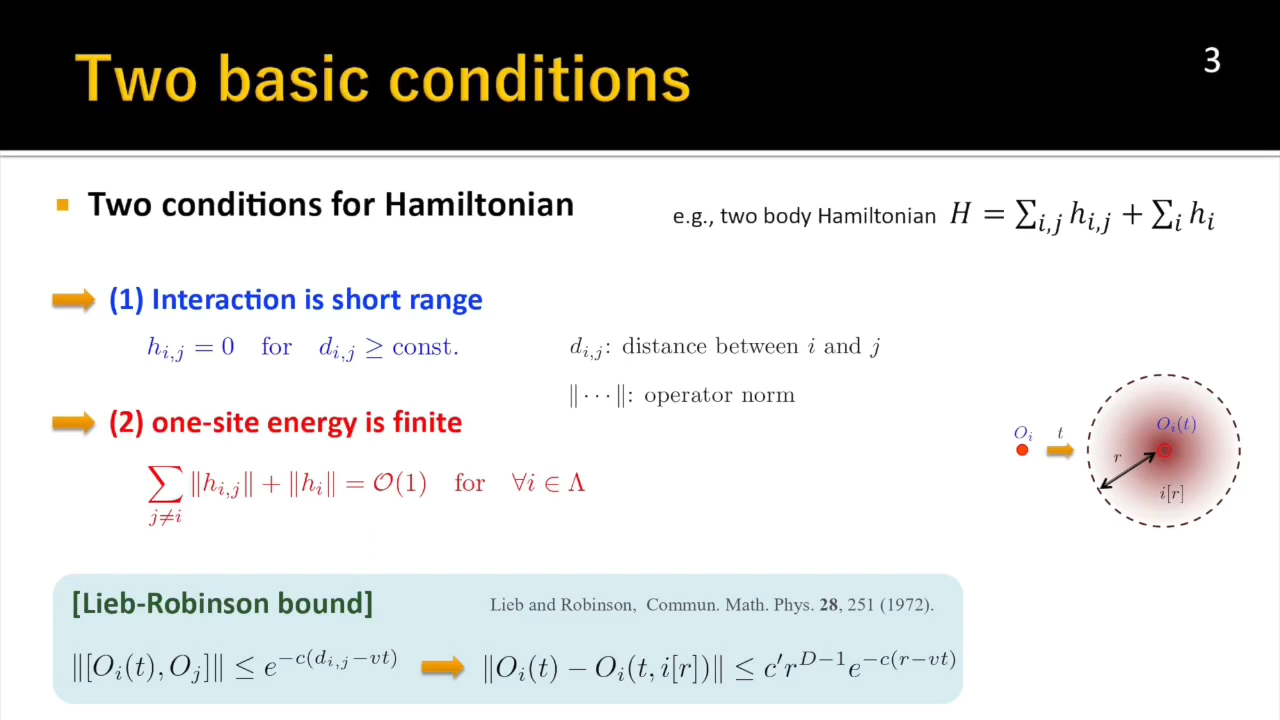 Two basic conditions
3
Two conditions for Hamiltonian
e.g., two body Hamiltonian H = ∑_{i,j} h_{i,j} + ∑_i h_i
(1) Interaction is short range
h_{i,j} = 0 for d_{i,j} ≥ const.
d_{i,j}: distance between i and j
‖···‖: operator norm
(2) one-site energy is finite
∑_{j≠i} ‖h_{i,j}‖ + ‖h_i‖ = 𝒪(1) for ∀i ∈ Λ
O_i
t
O_i(t)
r
i[r]
[Lieb-Robinson bound]
Lieb and Robinson, Commun. Math. Phys. 28, 251 (1972).
‖[O_i(t), O_j]‖ ≤ e^{−c(d_{i,j}−vt)}
‖O_i(t) − O_i(t, i[r])‖ ≤ c′r^{D−1}e^{−c(r−vt)}